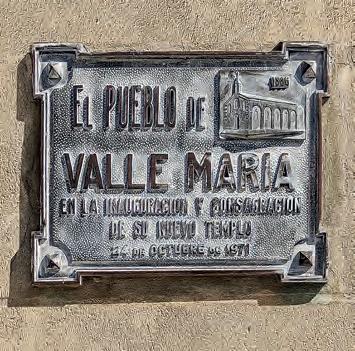 EL PUEBLO DE
VALLE MARIA
EN LA INAUGURACION Y CONSAGRACION
DE SU NUEVO TEMPLO
24 DE OCTUBRE DE 1971